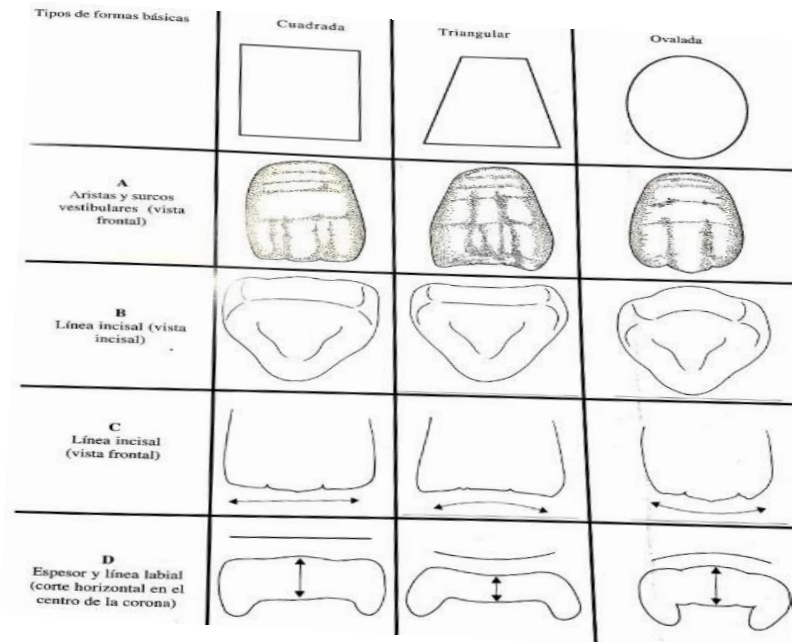 Tipos de formas básicas
Cuadrada
Triangular
Ovalada
A
Aristas y surcos
vestibulares (vista
frontal)
B
Línea incisal (vista
incisal)
C
Línea incisal
(vista frontal)
D
Espesor y línea labial
(corte horizontal en el
centro de la corona)